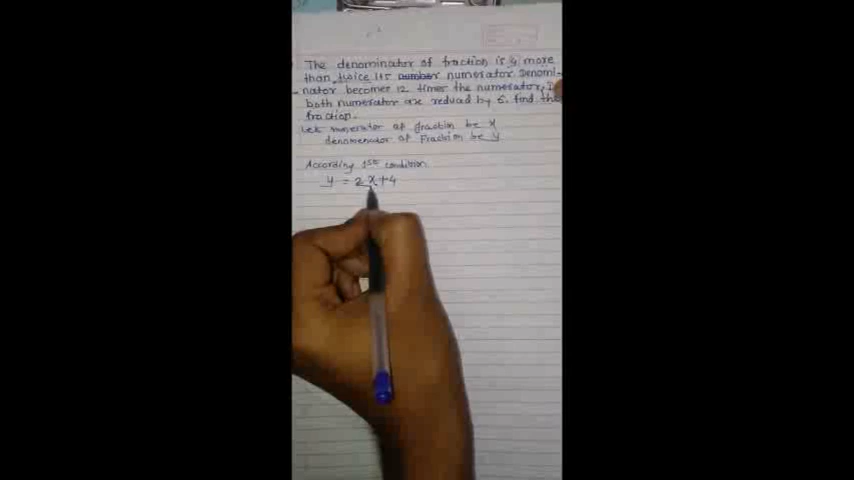 The denominator of fraction is 4 more
than twice its number numerator Denomi-
nator becomes 12 times the numerator, I
both numerator are reduced by 6. find the
fraction.
Let numerator of fraction be x
denomenador of fraction be y
According 1st condition
y = 2x+4